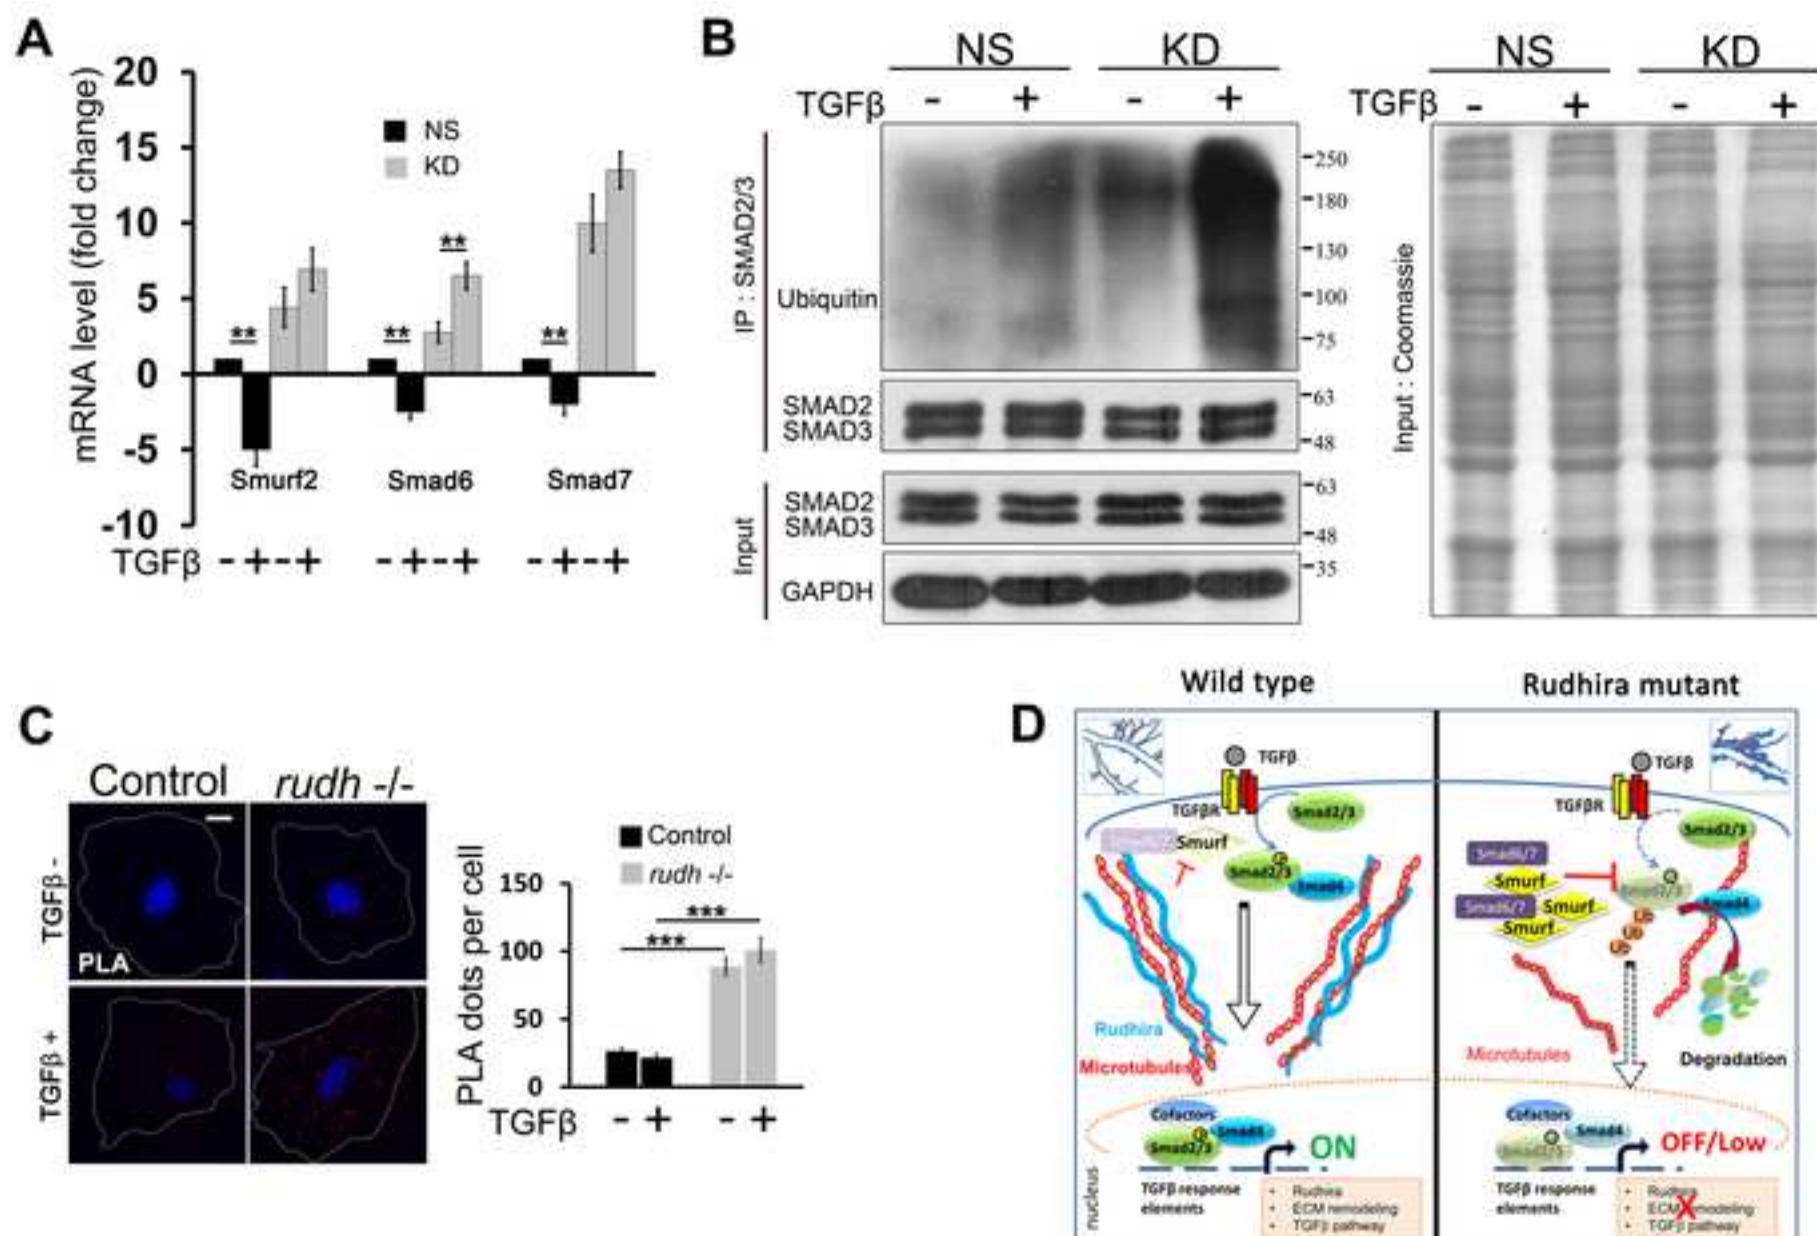 A
mRNA level (fold change)
20
15
10
5
0
-5
-10
NS
KD
**
**
**
**
Smurf2
Smad6
Smad7
TGFβ - + - + - + - + - + - +
B
NS KD
TGFβ - + - +
IP : SMAD2/3
Ubiquitin
250
180
130
100
75
SMAD2
SMAD3
63
48
Input
SMAD2
SMAD3
63
48
GAPDH
35
NS KD
TGFβ - + - +
Input : Coomassie
C
Control rudh -/-
TGFβ -
PLA
TGFβ +
Control
rudh -/-
PLA dots per cell
150
100
50
0
***
***
TGFβ - + - +
D
Wild type
TGFβ
TGFβR
Smad2/3
Smurf
Smad2/3
Smad4
Rudhira
Microtubules
Cofactors
Smad4
Smad2/3
ON
nucleus
TGFβ response
elements
• Rudhira
• ECM remodeling
• TGFβ pathway
Rudhira mutant
TGFβ
TGFβR
Smad2/3
Smad6/7
Smurf
Smad2/3
Smad6/7
Smurf
Smad4
Smurf
Ub
Ub
Ub
Microtubules
Degradation
Cofactors
Smad4
Smad2/3
OFF/Low
TGFβ response
elements
• Rudhira
• ECM remodeling
X
• TGFβ pathway